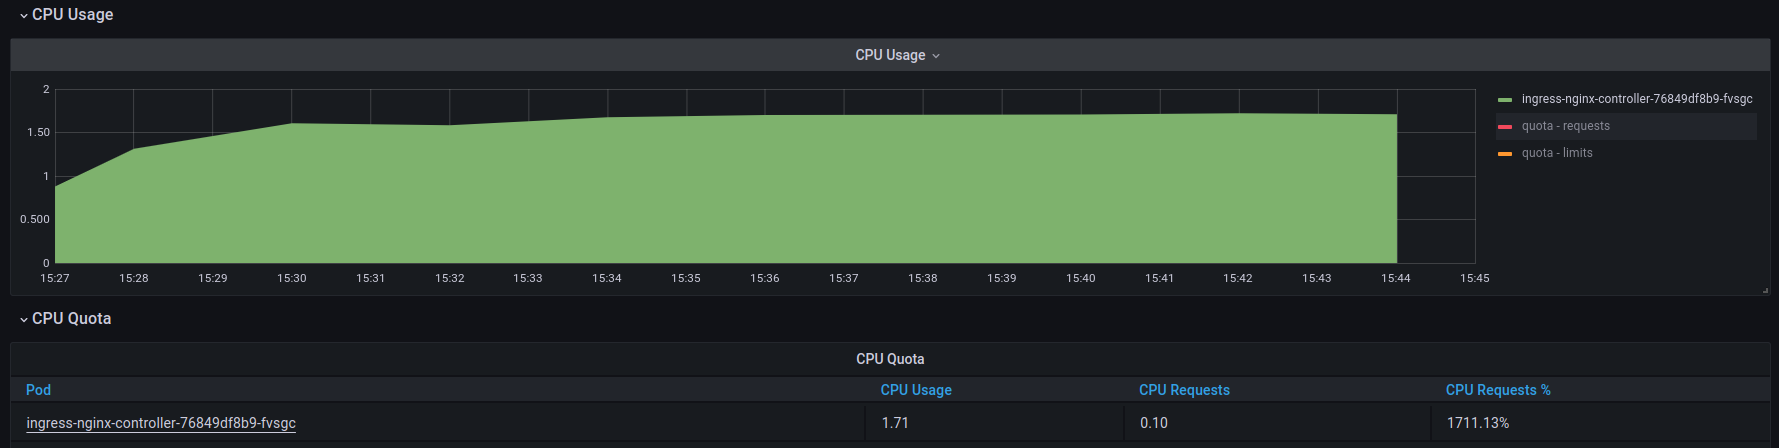 CPU Usage
CPU Usage
2
1.50
1
0.500
0
15:27 15:28 15:29 15:30 15:31 15:32 15:33 15:34 15:35 15:36 15:37 15:38 15:39 15:40 15:41 15:42 15:43 15:44 15:45
ingress-nginx-controller-76849df8b9-fvsgc
quota - requests
quota - limits
CPU Quota
CPU Quota
Pod CPU Usage CPU Requests CPU Requests %
ingress-nginx-controller-76849df8b9-fvsgc 1.71 0.10 1711.13%